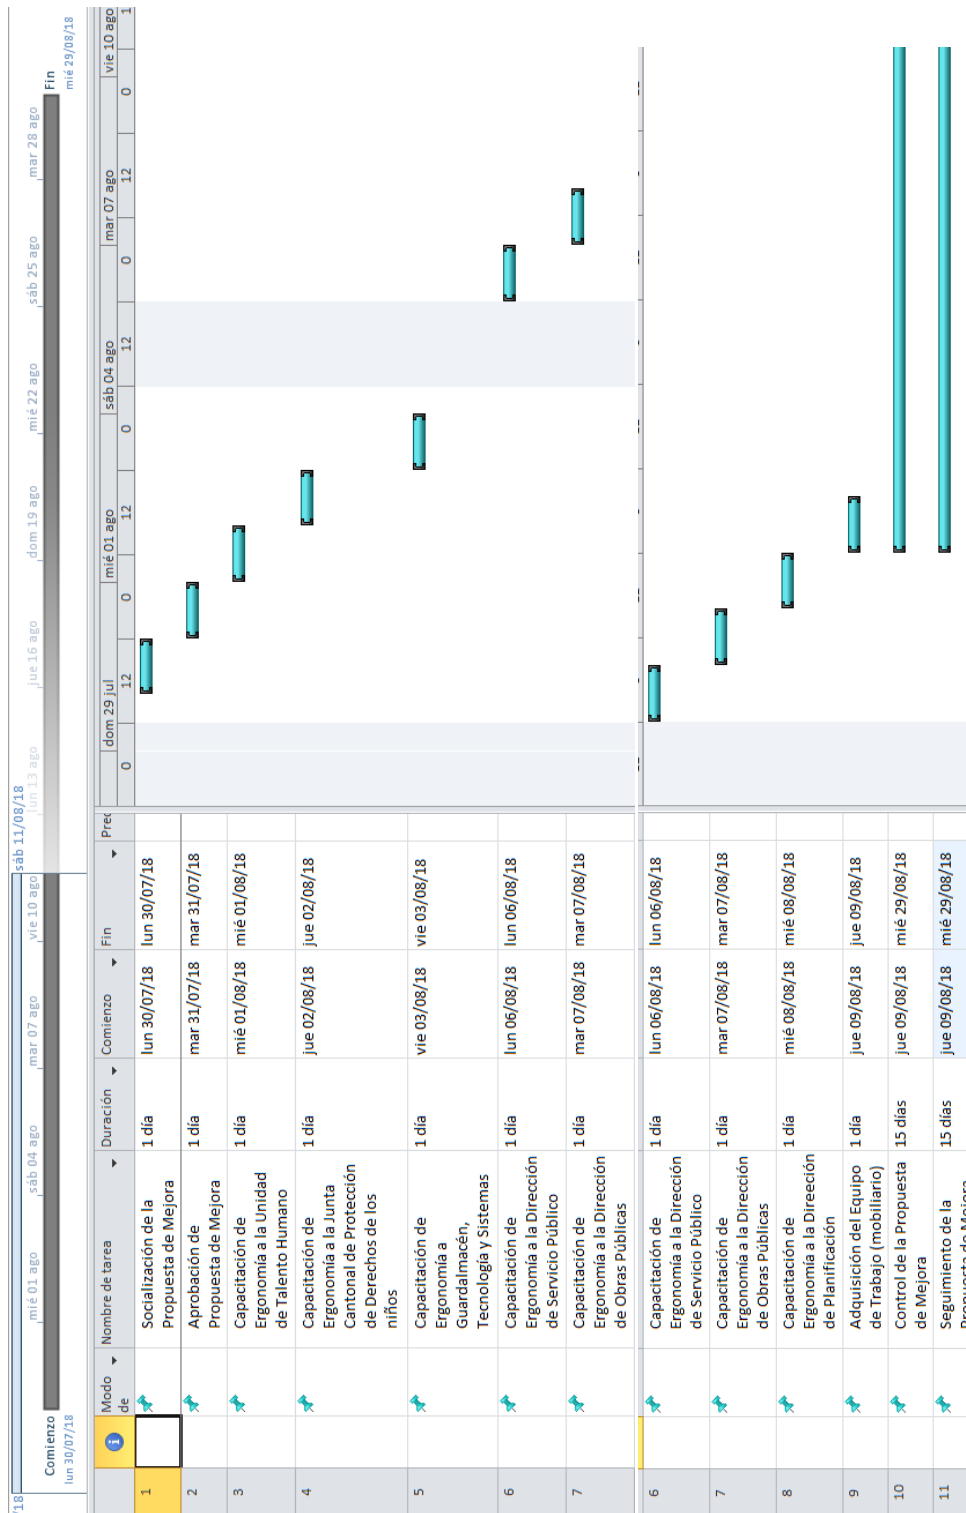 /18
sáb 11/08/18
mié 01 ago
sáb 04 ago
mar 07 ago
vie 10 ago
lun 13 ago
jue 16 ago
dom 19 ago
mié 22 ago
sáb 25 ago
mar 28 ago
Comienzo
lun 30/07/18
Fin
mié 29/08/18
Modo
de
Nombre de tarea
Duración
Comienzo
Fin
Prec
dom 29 jul
mié 01 ago
sáb 04 ago
mar 07 ago
vie 10 ago
0
12
0
12
0
12
0
12
0
1
1
Socialización de la
Propuesta de Mejora
1 día
lun 30/07/18
lun 30/07/18
2
Aprobación de
Propuesta de Mejora
1 día
mar 31/07/18
mar 31/07/18
3
Capacitación de
Ergonomía a la Unidad
de Talento Humano
1 día
mié 01/08/18
mié 01/08/18
4
Capacitación de
Ergonomía a la Junta
Cantonal de Protección
de Derechos de los
niños
1 día
jue 02/08/18
jue 02/08/18
5
Capacitación de
Ergonomía a
Guardalmacén,
Tecnología y Sistemas
1 día
vie 03/08/18
vie 03/08/18
6
Capacitación de
Ergonomía a la Dirección
de Servicio Público
1 día
lun 06/08/18
lun 06/08/18
7
Capacitación de
Ergonomía a la Dirección
de Obras Públicas
1 día
mar 07/08/18
mar 07/08/18
6
Capacitación de
Ergonomía a la Dirección
de Servicio Público
1 día
lun 06/08/18
lun 06/08/18
7
Capacitación de
Ergonomía a la Dirección
de Obras Públicas
1 día
mar 07/08/18
mar 07/08/18
8
Capacitación de
Ergonomía a la Direeción
de Planificación
1 día
mié 08/08/18
mié 08/08/18
9
Adquisición del Equipo
de Trabajo (mobiliario)
1 día
jue 09/08/18
jue 09/08/18
10
Control de la Propuesta
de Mejora
15 días
jue 09/08/18
mié 29/08/18
11
Seguimiento de la
Propuesta de Mejora
15 días
jue 09/08/18
mié 29/08/18